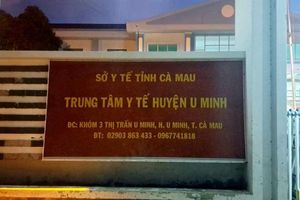 SỞ Y TẾ TỈNH CÀ MAU
TRUNG TÂM Y TẾ HUYỆN U MINH
ĐC: KHÓM 3 THỊ TRẤN U MINH, H. U MINH, T. CÀ MAU
ĐT: 02903 863 433 - 0967741818